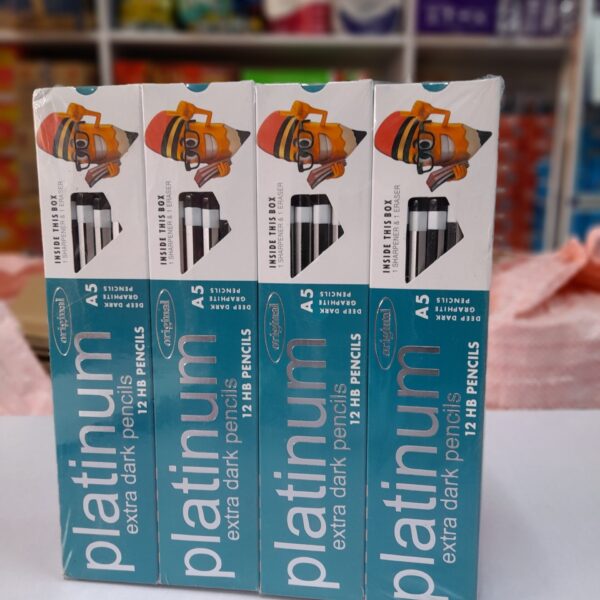 INSIDE THIS BOX
1 SHARPENER & 1 ERASER
original
platinum
extra dark pencils
A5
DEEP DARK
GRAPHITE
PENCILS
12 HB PENCILS
INSIDE THIS BOX
1 SHARPENER & 1 ERASER
original
platinum
extra dark pencils
A5
DEEP DARK
GRAPHITE
PENCILS
12 HB PENCILS
INSIDE THIS BOX
1 SHARPENER & 1 ERASER
original
platinum
extra dark pencils
A5
DEEP DARK
GRAPHITE
PENCILS
12 HB PENCILS
INSIDE THIS BOX
1 SHARPENER & 1 ERASER
original
platinum
extra dark pencils
A5
DEEP DARK
GRAPHITE
PENCILS
12 HB PENCILS